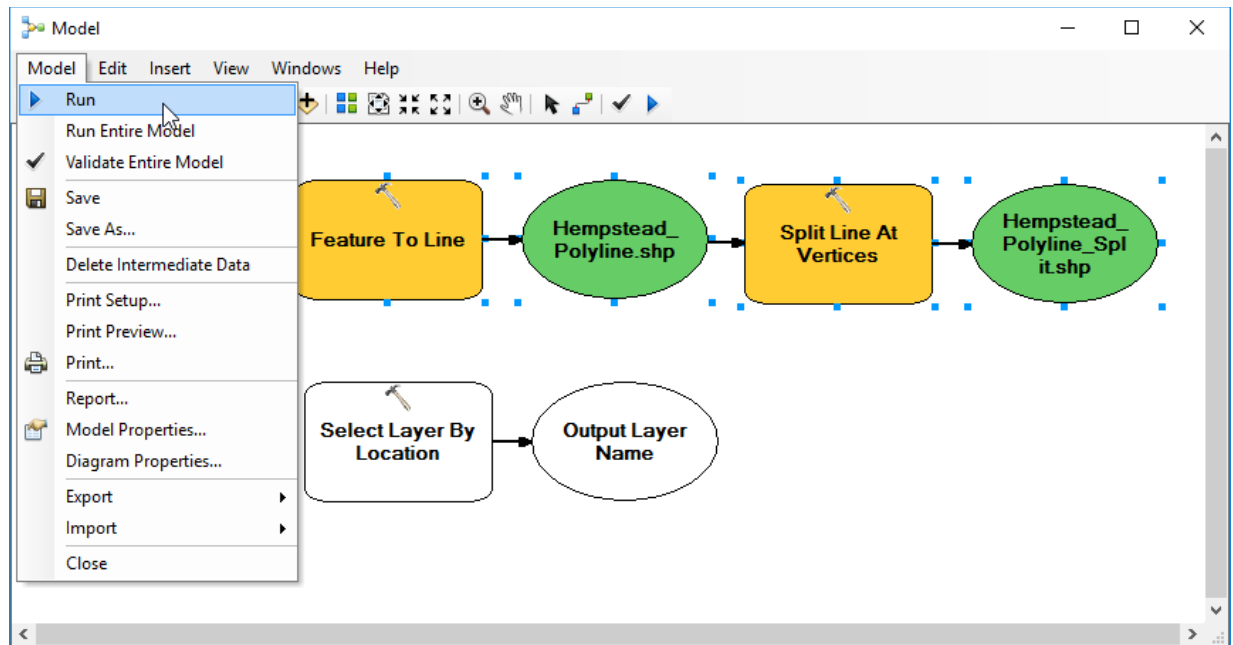 Model
Model Edit Insert View Windows Help
Run
Run Entire Model
Validate Entire Model
Save
Save As...
Delete Intermediate Data
Print Setup...
Print Preview...
Print...
Report...
Model Properties...
Diagram Properties...
Export
Import
Close
Feature To Line
Hempstead_
Polyline.shp
Split Line At
Vertices
Hempstead_
Polyline_Spl
it.shp
Select Layer By
Location
Output Layer
Name